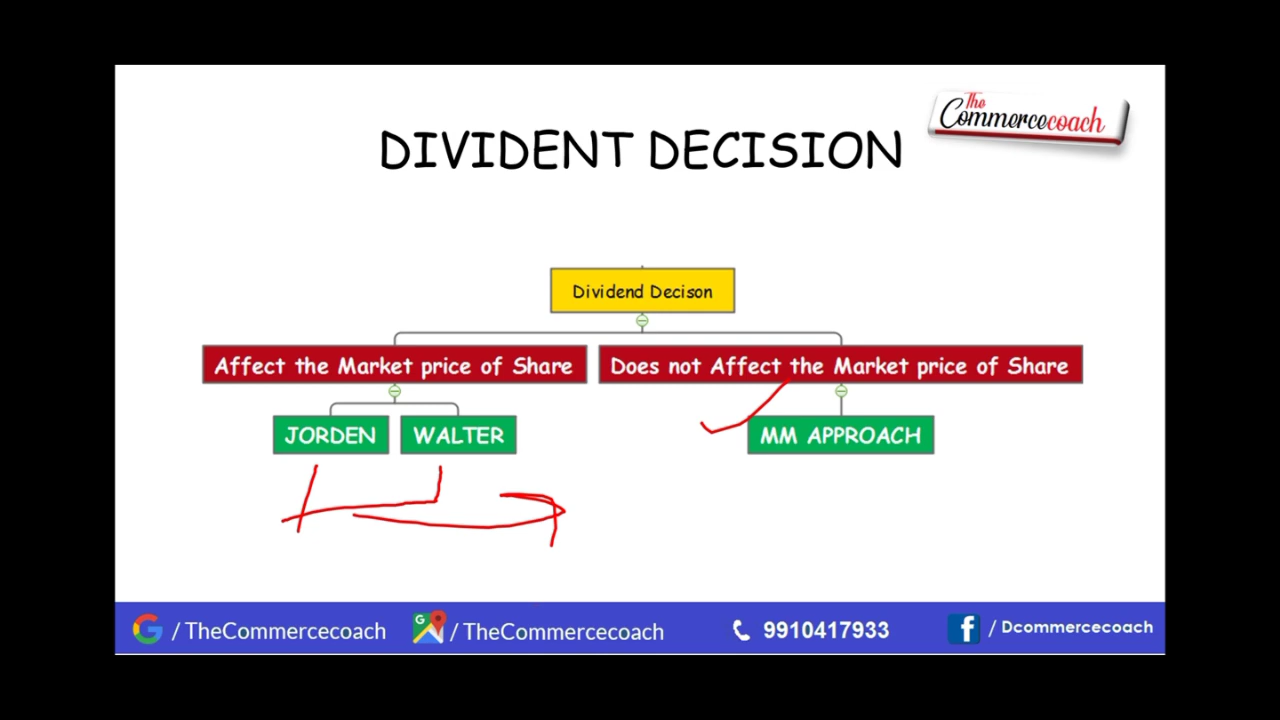 The
Commercecoach
DIVIDENT DECISION
Dividend Decison
Affect the Market price of Share
Does not Affect the Market price of Share
JORDEN
WALTER
MM APPROACH
/ TheCommercecoach
G
/ TheCommercecoach
9910417933
f / Dcommercecoach